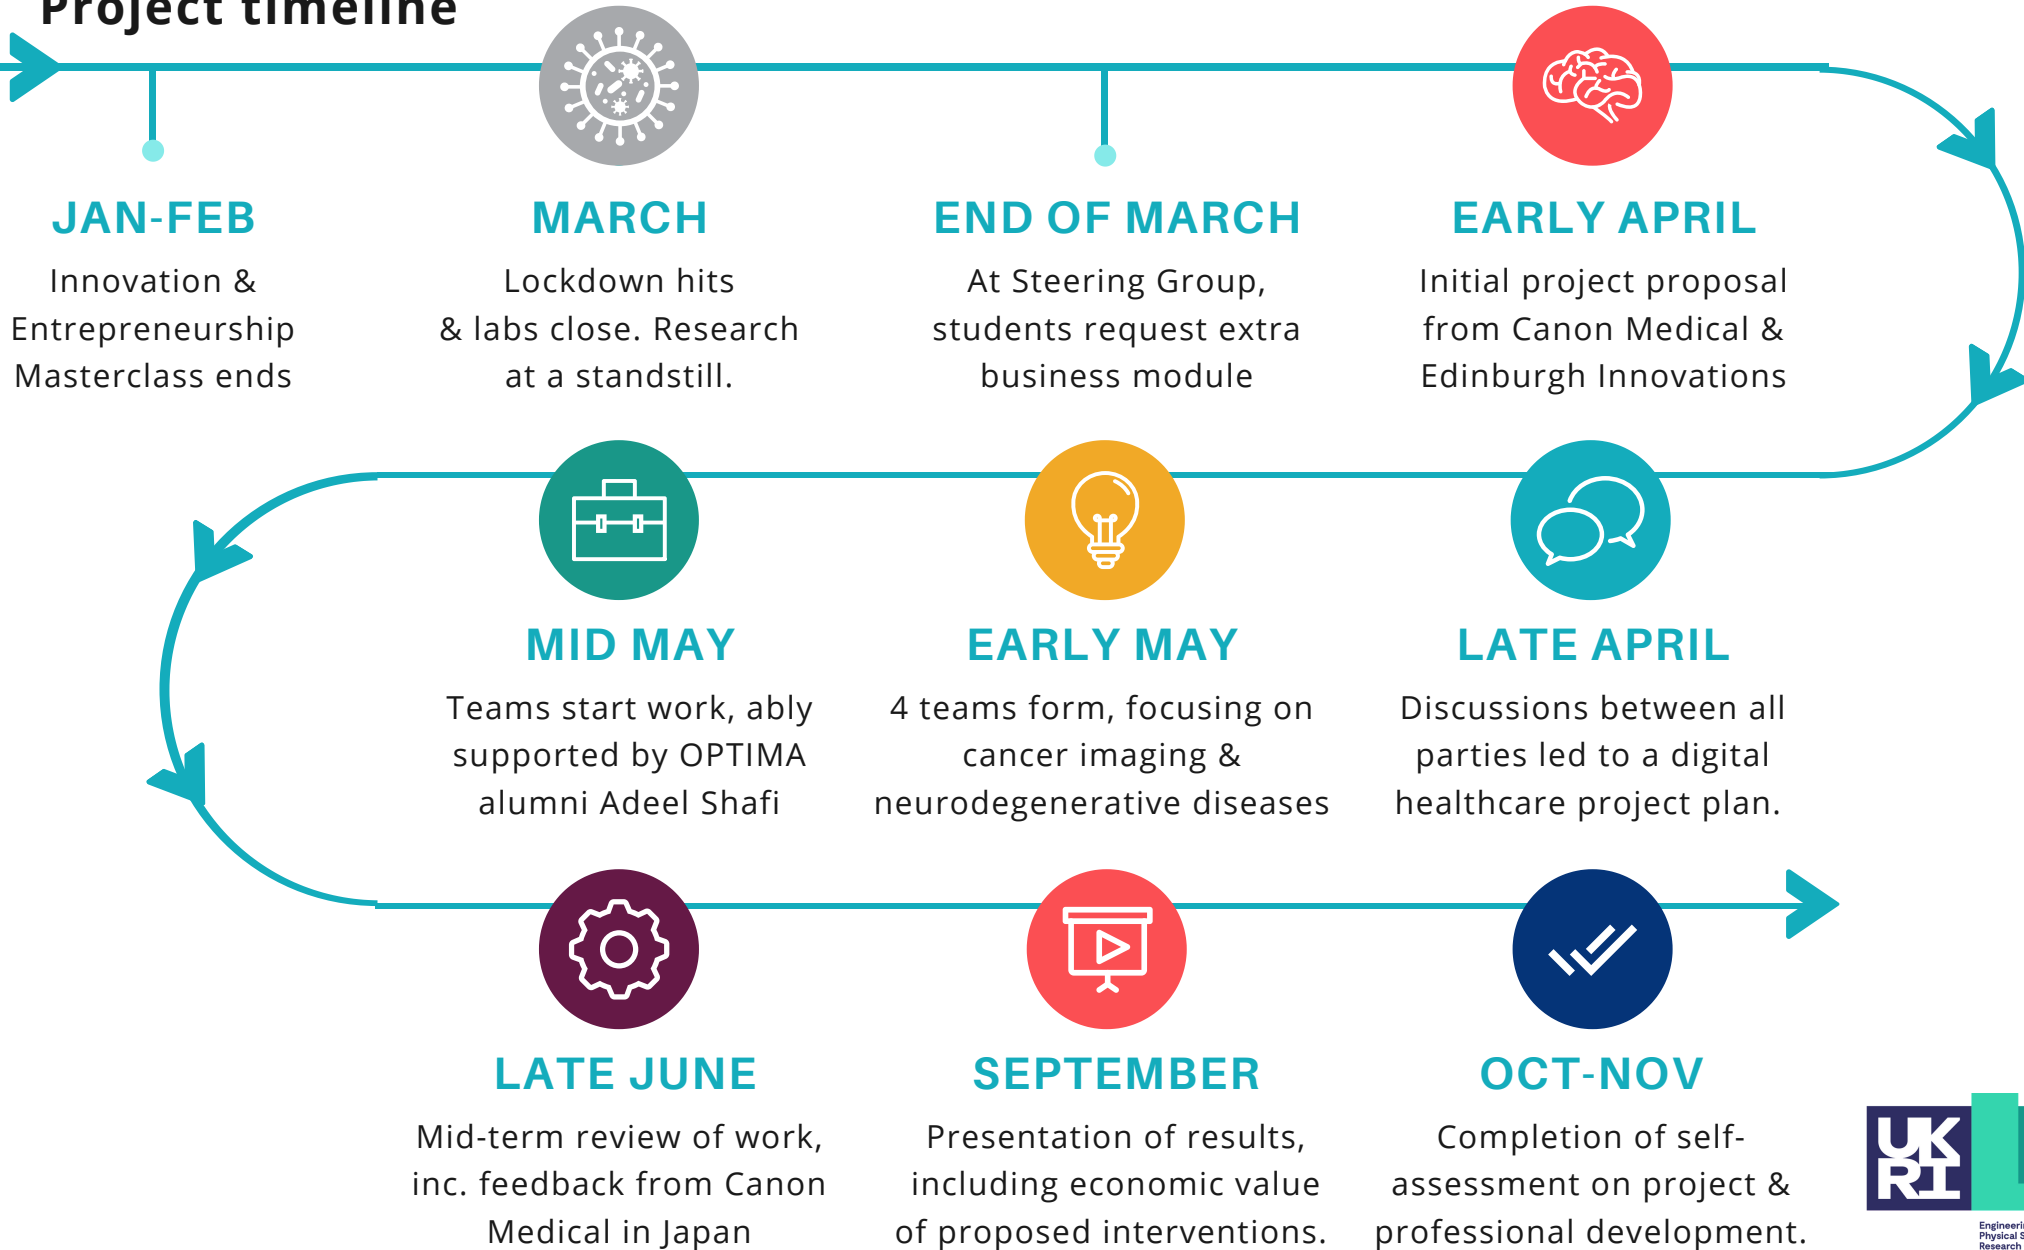 Project timeline
JAN-FEB
Innovation &
Entrepreneurship
Masterclass ends
MARCH
Lockdown hits
& labs close. Research
at a standstill.
END OF MARCH
At Steering Group,
students request extra
business module
EARLY APRIL
Initial project proposal
from Canon Medical &
Edinburgh Innovations
LATE APRIL
Discussions between all
parties led to a digital
healthcare project plan.
EARLY MAY
4 teams form, focusing on
cancer imaging &
neurodegenerative diseases
MID MAY
Teams start work, ably
supported by OPTIMA
alumni Adeel Shafi
LATE JUNE
Mid-term review of work,
inc. feedback from Canon
Medical in Japan
SEPTEMBER
Presentation of results,
including economic value
of proposed interventions.
OCT-NOV
Completion of self-
assessment on project &
professional development.
UK
RI
Physical
Research